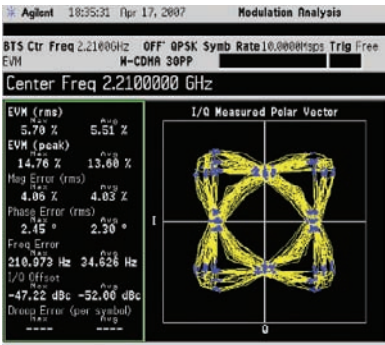 Agilent 18:35:31 Apr 17, 2007 Modulation Analysis
BTS Ctr Freq 2.2100GHz OFF° QPSK Symb Rate 10.0000Msps Trig Free
EVM W-CDMA 3GPP
Center Freq 2.2100000 GHz
EVM (rms)
Max Avg
5.70 % 5.51 %
EVM (peak)
Max Avg
14.76 % 13.60 %
Mag Error (rms)
Max Avg
4.06 % 4.03 %
Phase Error (rms)
Max Avg
2.45 ° 2.30 °
Freq Error
Max Avg
210.973 Hz 34.626 Hz
I/Q Offset
Max Avg
-47.22 dBc -52.00 dBc
Droop Error (per symbol)
Max Avg
---- ----
I/Q Measured Polar Vector
I
Q